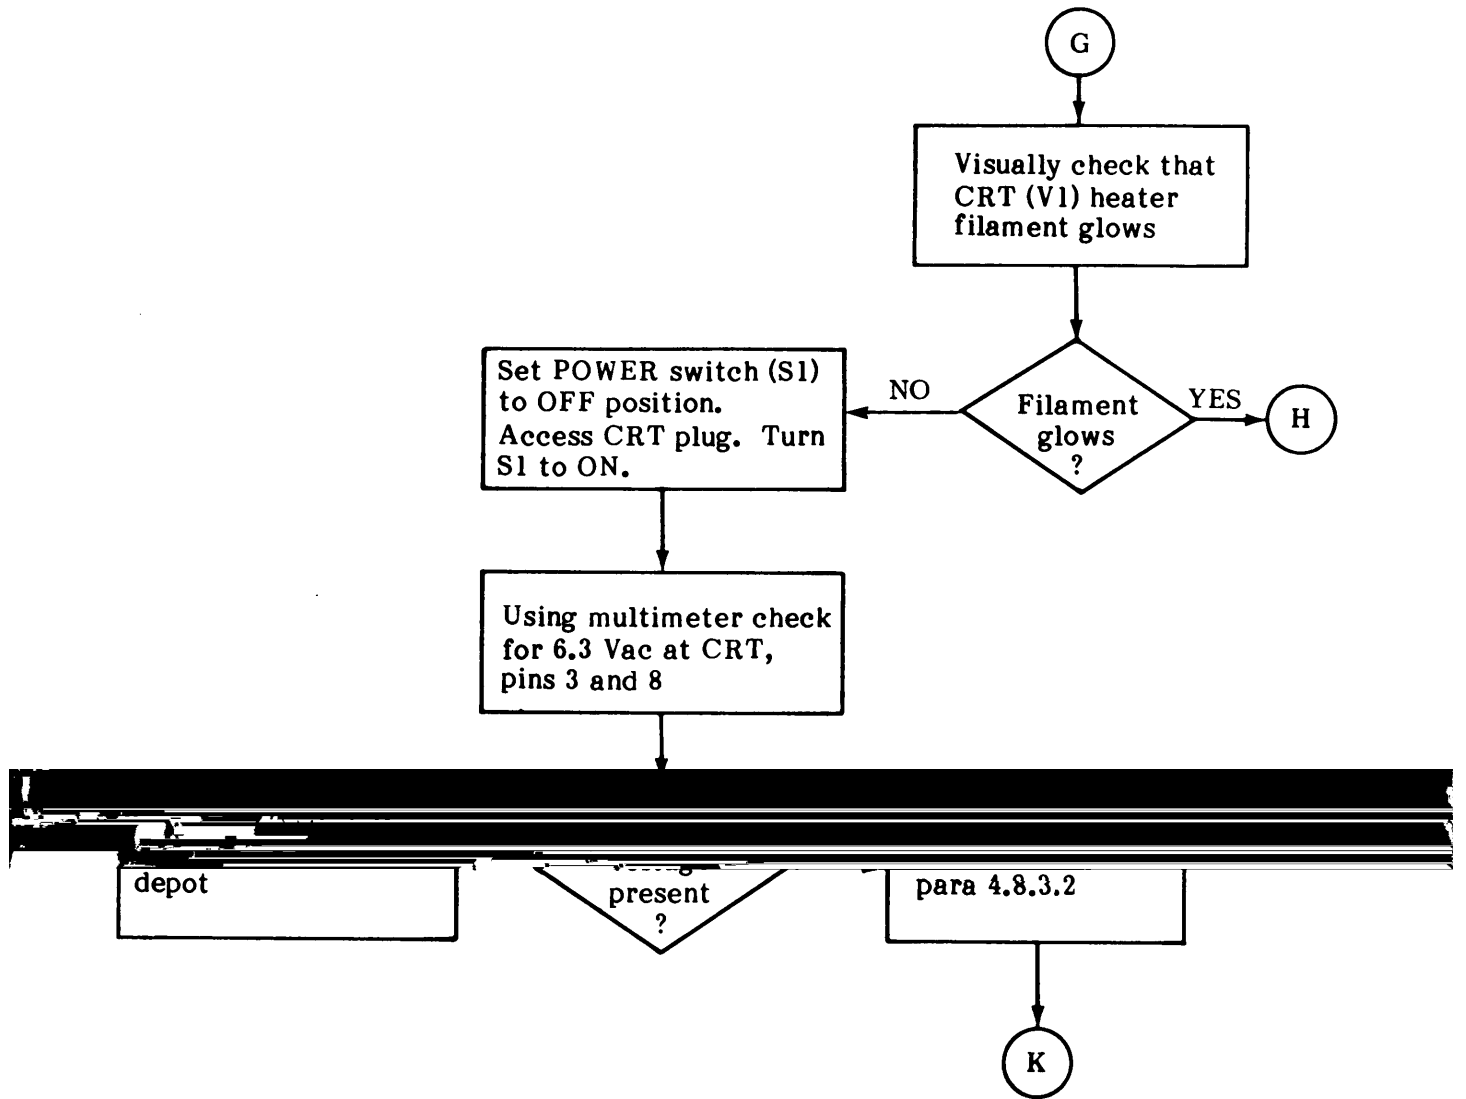 G
Visually check that
CRT (V1) heater
filament glows
Filament
glows
?
NO
YES
H
Set POWER switch (S1)
to OFF position.
Access CRT plug. Turn
S1 to ON.
Using multimeter check
for 6.3 Vac at CRT,
pins 3 and 8
depot
present
?
para 4.8.3.2
K